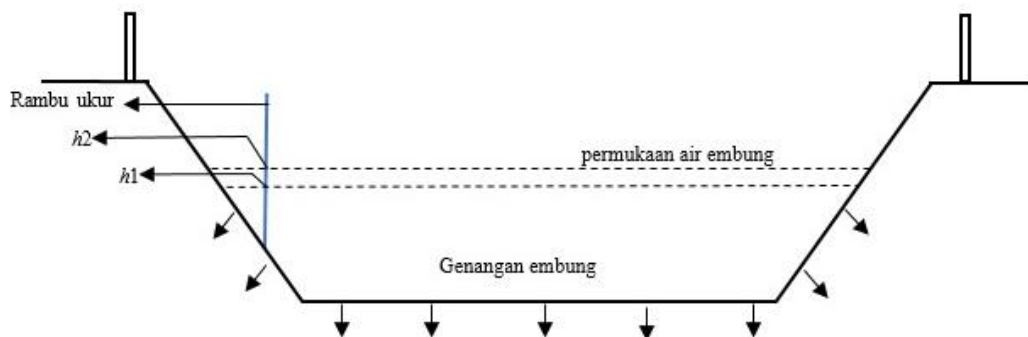 Rambu ukur
h2
permukaan air embung
h1
Genangan embung